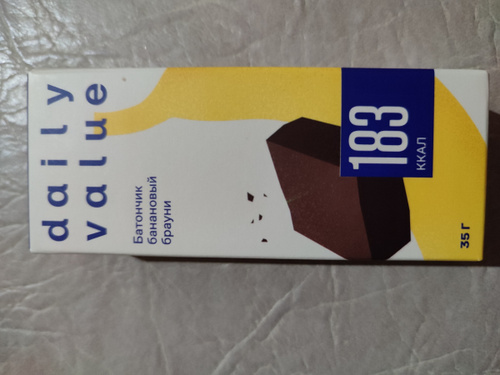 daily
value
Батончик
банановый
брауни
183
ККАЛ
35 Г